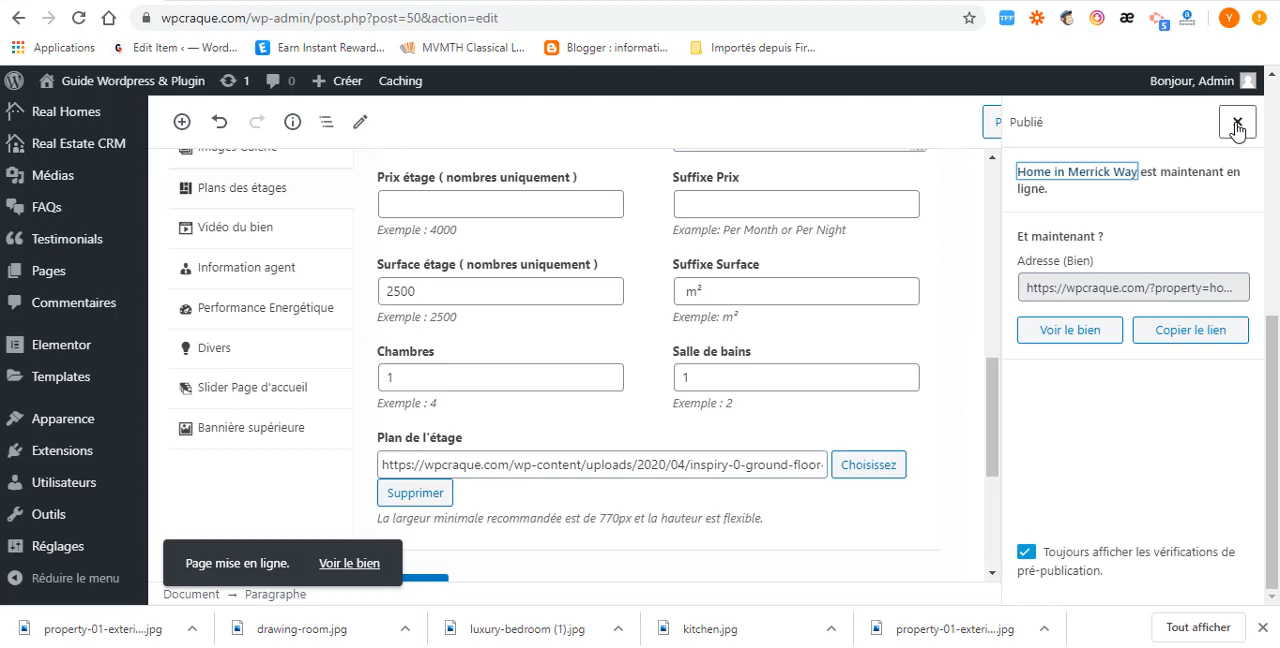 wpcraque.com/wp-admin/post.php?post=50&action=edit
TFF
5
Y
Applications
Edit Item ‹ — Word...
Earn Instant Reward...
MVMTH Classical L...
Blogger : informati...
Importés depuis Fir...
Guide Wordpress & Plugin
1
0
Créer
Caching
Bonjour, Admin
Real Homes
Real Estate CRM
Médias
FAQs
Testimonials
Pages
Commentaires
Elementor
Templates
Apparence
Extensions
Utilisateurs
Outils
Réglages
Réduire le menu
P
Publié
Images Galerie
Plans des étages
Vidéo du bien
Information agent
Performance Energétique
Divers
Slider Page d'accueil
Bannière supérieure
Prix étage ( nombres uniquement )
Suffixe Prix
Exemple : 4000
Example: Per Month or Per Night
Surface étage ( nombres uniquement )
Suffixe Surface
2500
m²
Exemple : 2500
Exemple: m²
Chambres
Salle de bains
1
1
Exemple : 4
Exemple : 2
Plan de l'étage
https://wpcraque.com/wp-content/uploads/2020/04/inspiry-0-ground-floor-
Choisissez
Supprimer
La largeur minimale recommandée est de 770px et la hauteur est flexible.
Page mise en ligne.
Voir le bien
Document → Paragraphe
Home in Merrick Way est maintenant en
ligne.
Et maintenant ?
Adresse (Bien)
https://wpcraque.com/?property=ho...
Voir le bien
Copier le lien
Toujours afficher les vérifications de
pré-publication.
property-01-exteri....jpg
drawing-room.jpg
luxury-bedroom (1).jpg
kitchen.jpg
property-01-exteri....jpg
Tout afficher